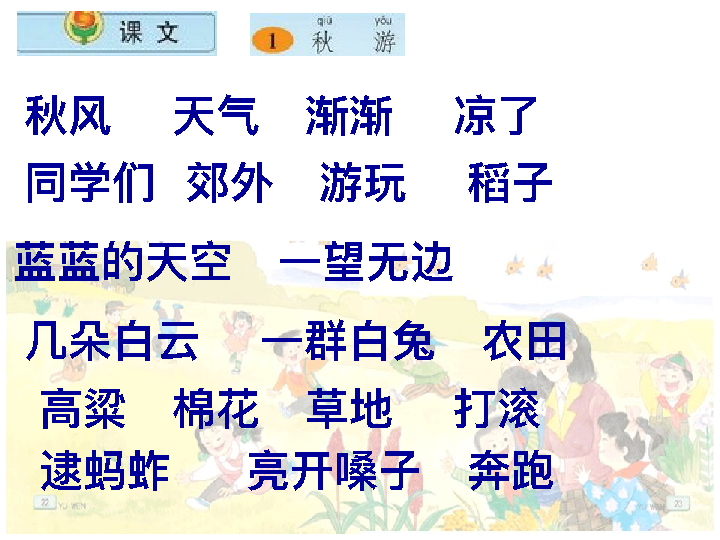 课 文
qiū yóu
1 秋 游
秋风 天气 渐渐 凉了
同学们 郊外 游玩 稻子
蓝蓝的天空 一望无边
几朵白云 一群白兔 农田
高粱 棉花 草地 打滚
逮蚂蚱 亮开嗓子 奔跑
22 YU WEN
YU WEN 23